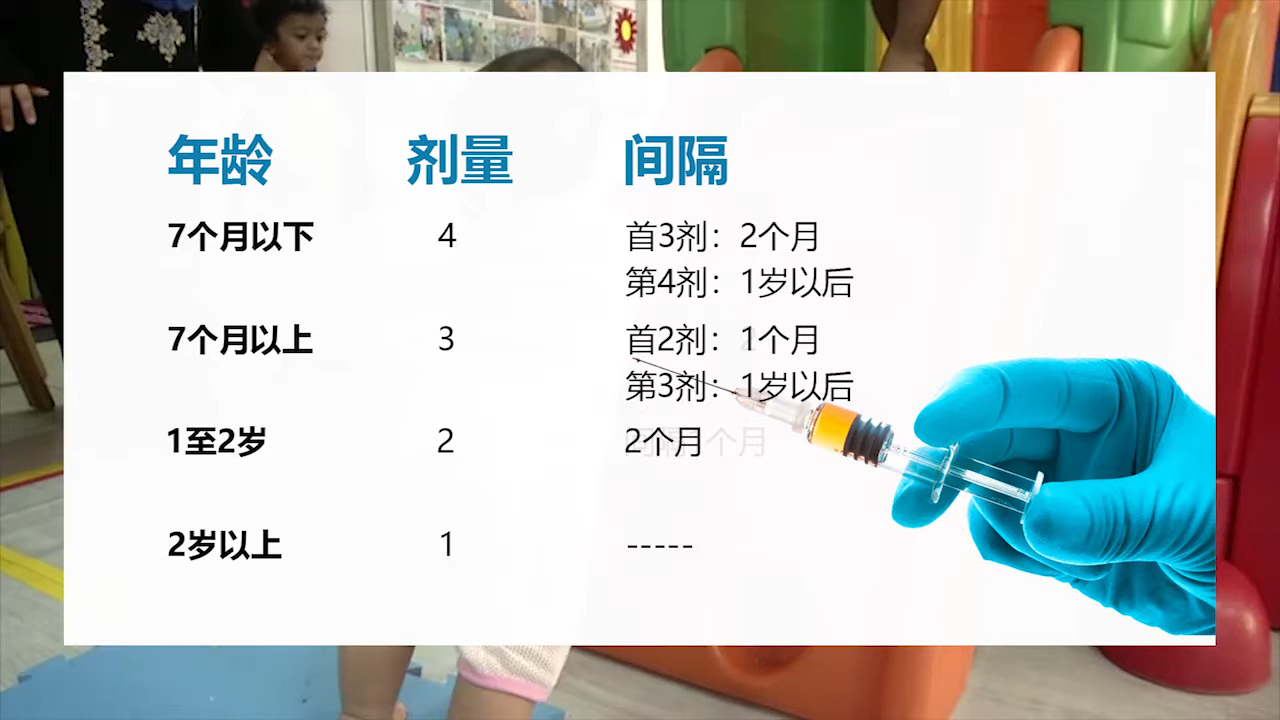 年龄 剂量 间隔
7个月以下 4 首3剂：2个月
第4剂：1岁以后
7个月以上 3 首2剂：1个月
第3剂：1岁以后
1至2岁 2 2个月
2岁以上 1 -----